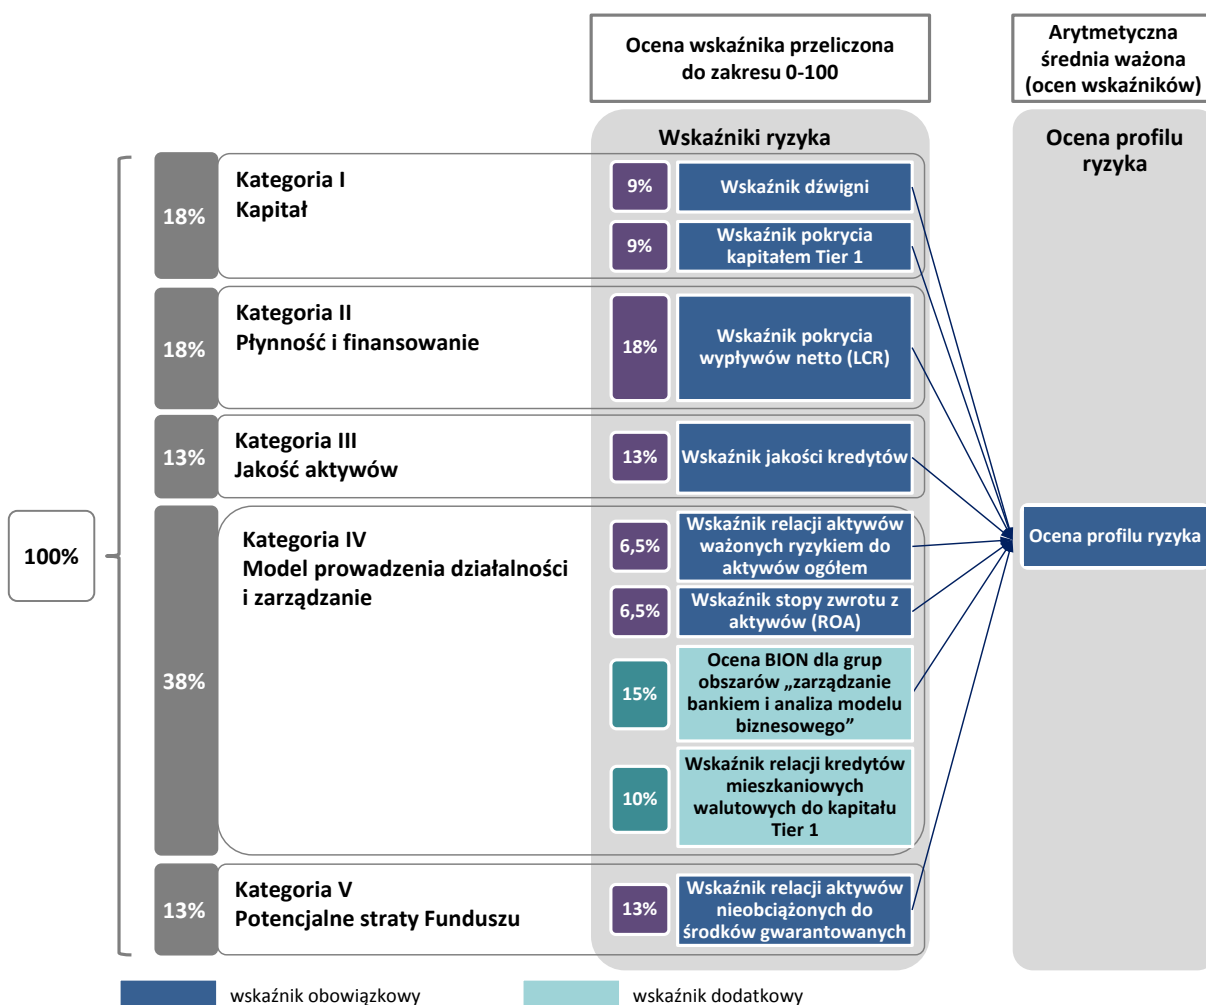 Ocena wskaźnika przeliczona
do zakresu 0-100
Arytmetyczna
średnia ważona
(ocen wskaźników)
Wskaźniki ryzyka
Ocena profilu
ryzyka
100%
18%
Kategoria I
Kapitał
9%
Wskaźnik dźwigni
9%
Wskaźnik pokrycia
kapitałem Tier 1
18%
Kategoria II
Płynność i finansowanie
18%
Wskaźnik pokrycia
wypływów netto (LCR)
13%
Kategoria III
Jakość aktywów
13%
Wskaźnik jakości kredytów
38%
Kategoria IV
Model prowadzenia działalności
i zarządzanie
6,5%
Wskaźnik relacji aktywów
ważonych ryzykiem do
aktywów ogółem
6,5%
Wskaźnik stopy zwrotu z
aktywów (ROA)
15%
Ocena BION dla grup
obszarów „zarządzanie
bankiem i analiza modelu
biznesowego”
10%
Wskaźnik relacji kredytów
mieszkaniowych
walutowych do kapitału
Tier 1
13%
Kategoria V
Potencjalne straty Funduszu
13%
Wskaźnik relacji aktywów
nieobciążonych do
środków gwarantowanych
Ocena profilu ryzyka
wskaźnik obowiązkowy
wskaźnik dodatkowy